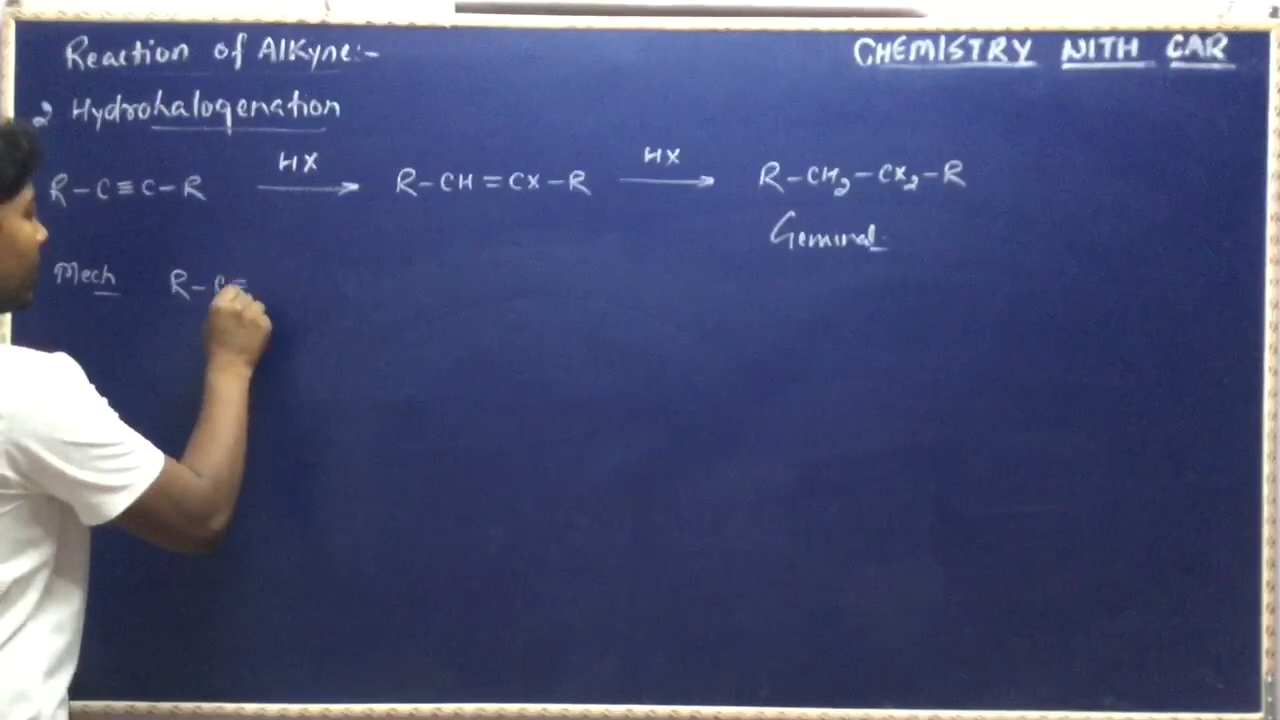 Reaction of Alkyne:-
CHEMISTRY WITH CAR
2 Hydrohalogenation
R-C≡C-R —HX→ R-CH=CX-R —HX→ R-CH₂-CX₂-R
Geminal
Mech R-C≡